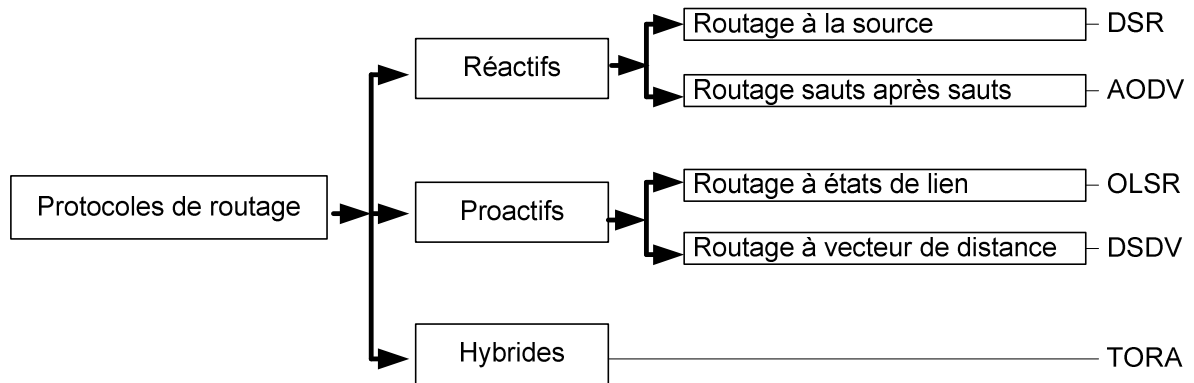 Protocoles de routage
Réactifs
Routage à la source
DSR
Routage sauts après sauts
AODV
Proactifs
Routage à états de lien
OLSR
Routage à vecteur de distance
DSDV
Hybrides
TORA